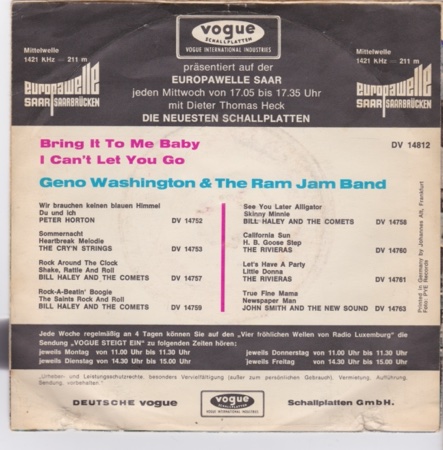 vogue
SCHALLPLATTEN
VOGUE INTERNATIONAL INDUSTRIES
Mittelwelle
1421 KHz — 211 m
europawelle
SAAR SAARBRÜCKEN
präsentiert auf der
EUROPAWELLE SAAR
jeden Mittwoch von 17.05 bis 17.35 Uhr
mit Dieter Thomas Heck
DIE NEUESTEN SCHALLPLATTEN
Mittelwelle
1421 KHz — 211 m
europawelle
SAAR SAARBRÜCKEN
Bring It To Me Baby
DV 14812
I Can't Let You Go
Geno Washington & The Ram Jam Band
Wir brauchen keinen blauen Himmel
Du und ich
PETER HORTON DV 14752
Sommernacht
Heartbreak Melodie
THE CRY'N STRINGS DV 14753
Rock Around The Clock
Shake, Rattle And Roll
BILL HALEY AND THE COMETS DV 14757
Rock-A-Beatin' Boogie
The Saints Rock And Roll
BILL HALEY AND THE COMETS DV 14759
See You Later Alligator
Skinny Minnie
BILL HALEY AND THE COMETS DV 14758
California Sun
H. B. Goose Step
THE RIVIERAS DV 14760
Let's Have A Party
Little Donna
THE RIVIERAS DV 14761
True Fine Mama
Newspaper Man
JOHN SMITH AND THE NEW SOUND DV 14763
Printed in Germany by Johannes Alt, Frankfurt
Foto: PYE Records
Jede Woche regelmäßig an 4 Tagen können Sie auf den „Vier fröhlichen Wellen von Radio Luxemburg" die
Sendung „VOGUE STEIGT EIN" zu folgenden Zeiten hören:
jeweils Montag von 11.00 Uhr bis 11.30 Uhr jeweils Donnerstag von 11.00 Uhr bis 11.30 Uhr
jeweils Dienstag von 14.30 Uhr bis 15.00 Uhr jeweils Freitag von 14.30 Uhr bis 15.00 Uhr
Urheber- und Leistungsschutzrechte, besonders Vervielfältigung (außer zum persönlichen Gebrauch), Vermietung, Aufführung,
Sendung, vorbehalten.
DEUTSCHE vogue
vogue
SCHALLPLATTEN
VOGUE INTERNATIONAL INDUSTRIES
Schallplatten GmbH.